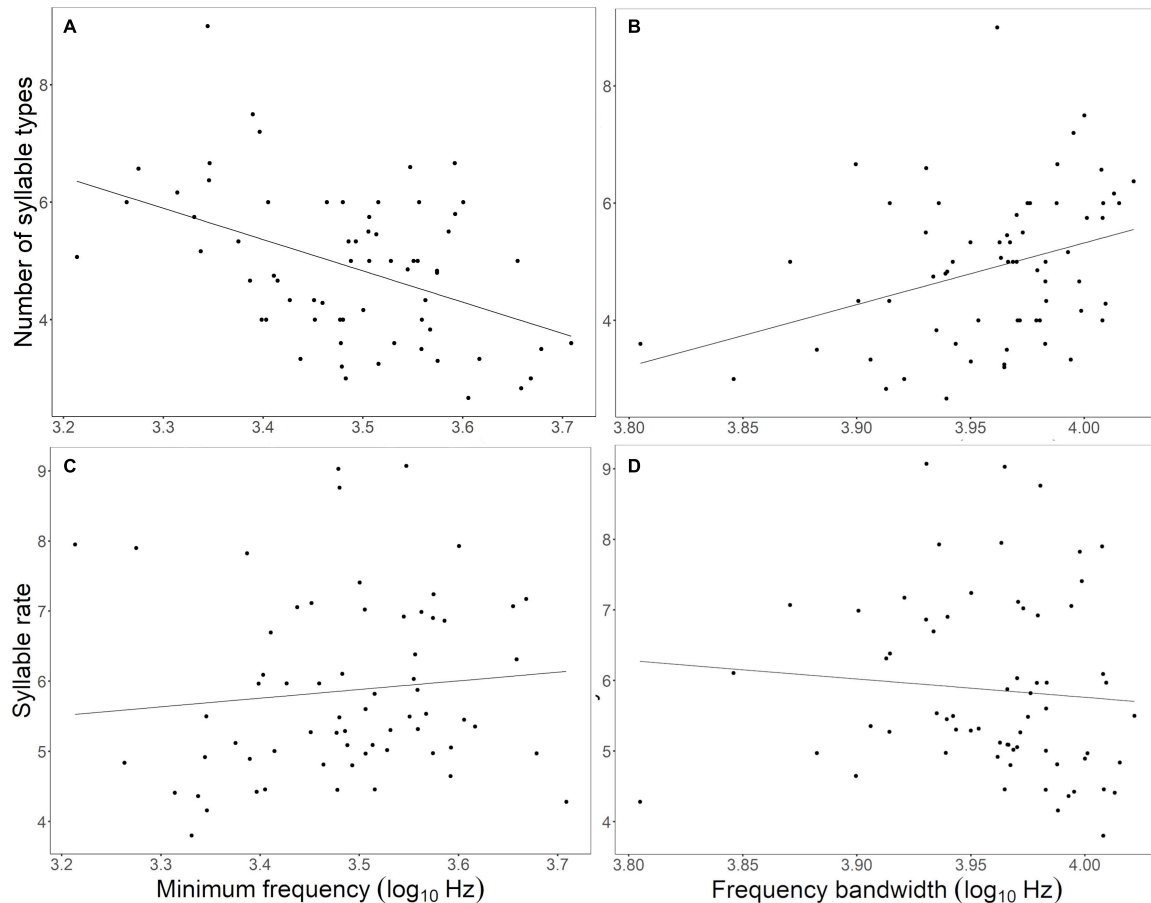 A
B
Number of syllable types
8
6
4
8
6
4
3.2 3.3 3.4 3.5 3.6 3.7
3.80 3.85 3.90 3.95 4.00
C
D
Syllable rate
9
8
7
6
5
4
9
8
7
6
5
4
3.2 3.3 3.4 3.5 3.6 3.7
3.80 3.85 3.90 3.95 4.00
Minimum frequency (log₁₀ Hz)
Frequency bandwidth (log₁₀ Hz)